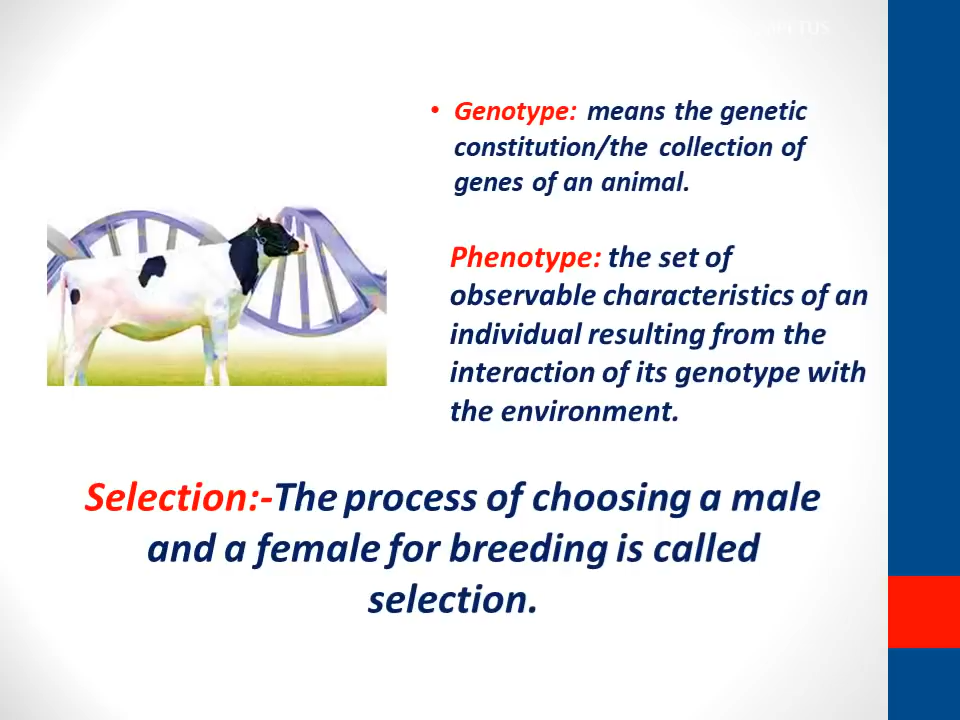 • Genotype: means the genetic
constitution/the collection of
genes of an animal.
Phenotype: the set of
observable characteristics of an
individual resulting from the
interaction of its genotype with
the environment.
Selection:-The process of choosing a male
and a female for breeding is called
selection.